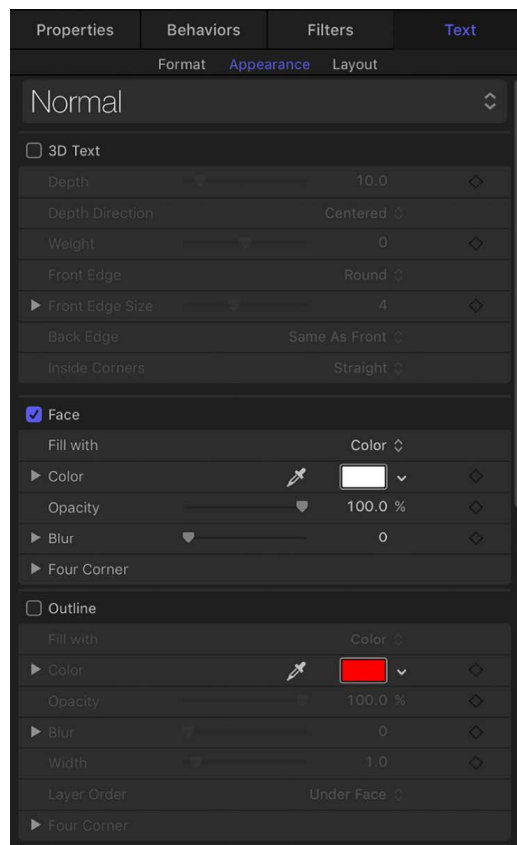 Properties Behaviors Filters Text
Format Appearance Layout
Normal
3D Text
Depth 10.0
Depth Direction Centered
Weight 0
Front Edge Round
Front Edge Size 4
Back Edge Same As Front
Inside Corners Straight
Face
Fill with Color
Color
Opacity 100.0 %
Blur 0
Four Corner
Outline
Fill with Color
Color
Opacity 100.0 %
Blur 0
Width 1.0
Layer Order Under Face
Four Corner